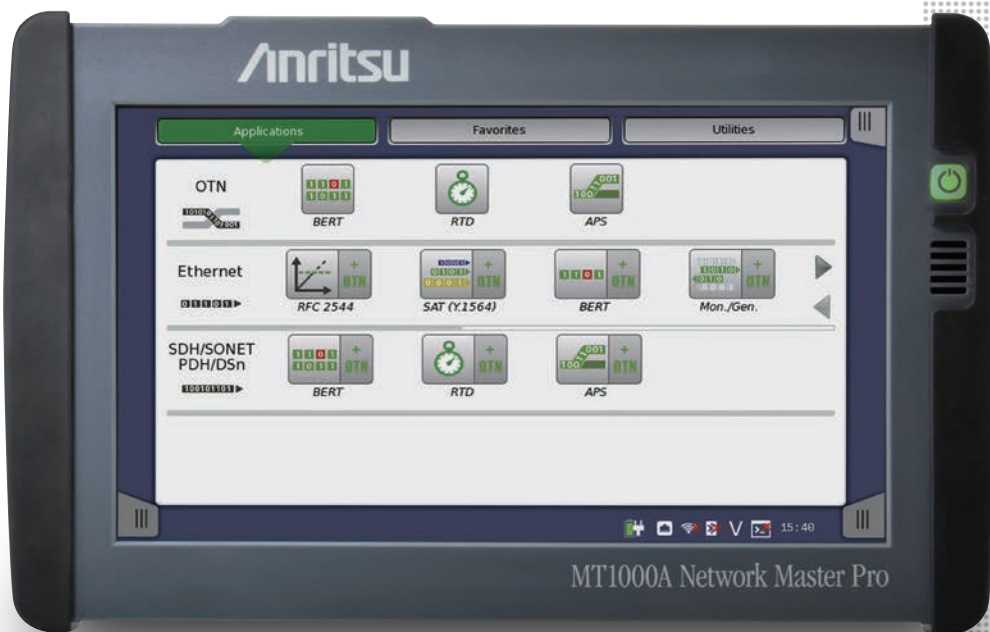 Anritsu
Applications Favorites Utilities
OTN
BERT RTD APS
Ethernet
RFC 2544 SAT (Y.1564) BERT Mon./Gen.
SDH/SONET
PDH/DSn
BERT RTD APS
15:40
MT1000A Network Master Pro